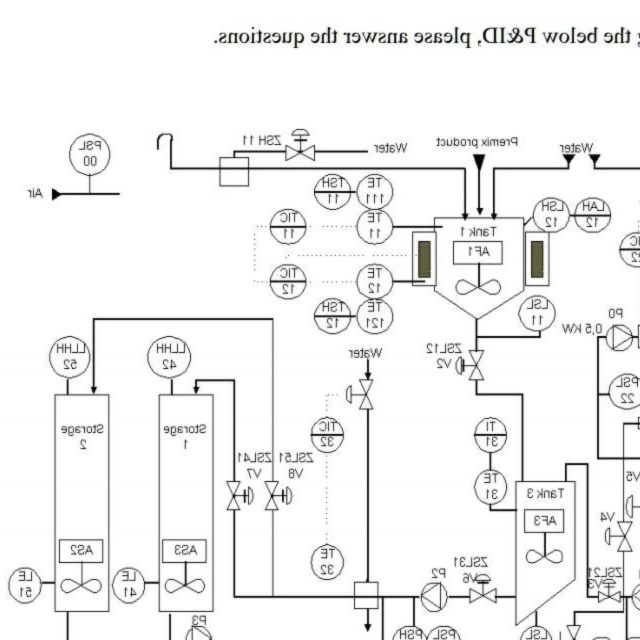 the below P&ID, please answer the questions.
Water
Premix product
Water
ZSH 11
PSL
00
Air
LAH
12
LSH
12
TE
111
TSH
11
Tank 1
AF1
TE
11
TIC
11
TE
12
TIC
12
TE
121
TSH
12
LSL
11
P0
0,5 KW
ZSL12
V2
Water
PSL
22
LLHH
42
LLHH
52
TIC
32
TI
31
TE
31
Storage
1
Storage
2
ZSL51
V8
ZSL41
V7
Tank 3
AF3
V5
V4
TE
32
AS3
AS2
LE
41
LE
51
ZSL21
V3
ZSL31
V6
P2
P3
LSL
PSL
PSH